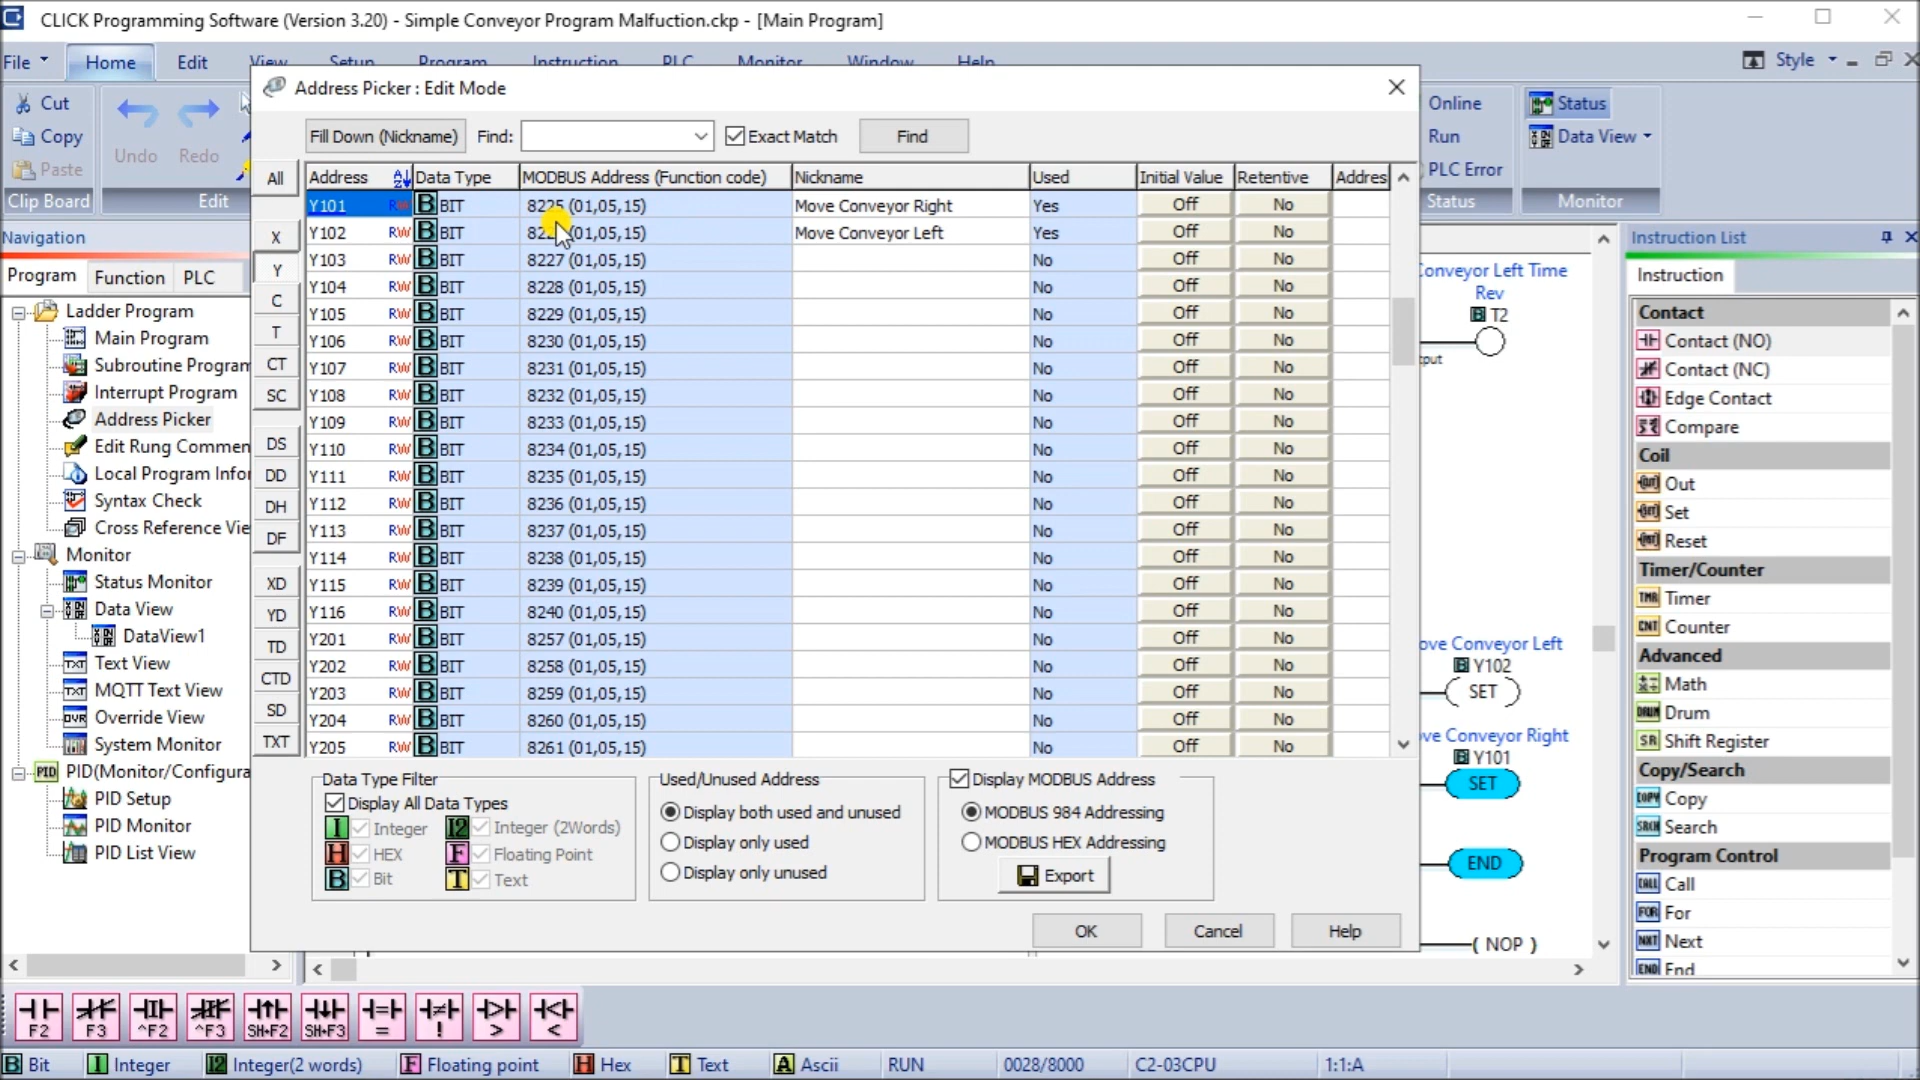 CLICK Programming Software (Version 3.20) - Simple Conveyor Program Malfuction.ckp - [Main Program]
File Home Edit View Setup Program Instruction PLC Monitor Window Help Style
Address Picker : Edit Mode
Cut
Copy
Paste
Clip Board
Undo Redo
Edit
Online
Run
PLC Error
Status
Status
Data View
Monitor
Fill Down (Nickname) Find: Exact Match Find
Address Data Type MODBUS Address (Function code) Nickname Used Initial Value Retentive Addres
Y101 RW B BIT 8225 (01,05,15) Move Conveyor Right Yes Off No
Y102 RW B BIT (01,05,15) Move Conveyor Left Yes Off No
Y103 RW B BIT 8227 (01,05,15) No Off No
Y104 RW B BIT 8228 (01,05,15) No Off No
Y105 RW B BIT 8229 (01,05,15) No Off No
Y106 RW B BIT 8230 (01,05,15) No Off No
Y107 RW B BIT 8231 (01,05,15) No Off No
Y108 RW B BIT 8232 (01,05,15) No Off No
Y109 RW B BIT 8233 (01,05,15) No Off No
Y110 RW B BIT 8234 (01,05,15) No Off No
Y111 RW B BIT 8235 (01,05,15) No Off No
Y112 RW B BIT 8236 (01,05,15) No Off No
Y113 RW B BIT 8237 (01,05,15) No Off No
Y114 RW B BIT 8238 (01,05,15) No Off No
Y115 RW B BIT 8239 (01,05,15) No Off No
Y116 RW B BIT 8240 (01,05,15) No Off No
Y201 RW B BIT 8257 (01,05,15) No Off No
Y202 RW B BIT 8258 (01,05,15) No Off No
Y203 RW B BIT 8259 (01,05,15) No Off No
Y204 RW B BIT 8260 (01,05,15) No Off No
Y205 RW B BIT 8261 (01,05,15) No Off No
All
X
Y
C
T
CT
SC
DS
DD
DH
DF
XD
YD
TD
CTD
SD
TXT
Data Type Filter
Display All Data Types
I Integer I2 Integer (2Words)
H HEX F Floating Point
B Bit T Text
Used/Unused Address
Display both used and unused
Display only used
Display only unused
Display MODBUS Address
MODBUS 984 Addressing
MODBUS HEX Addressing
Export
OK Cancel Help
Navigation
Program Function PLC
Ladder Program
Main Program
Subroutine Program
Interrupt Program
Address Picker
Edit Rung Commen
Local Program Infor
Syntax Check
Cross Reference Vie
Monitor
Status Monitor
Data View
DataView1
TXT Text View
TXT MQTT Text View
OVR Override View
System Monitor
PID PID(Monitor/Configura
PID Setup
PID Monitor
PID List View
Conveyor Left Time
Rev
B T2
tput
ove Conveyor Left
B Y102
SET
ve Conveyor Right
B Y101
SET
END
( NOP )
Instruction List
Instruction
Contact
Contact (NO)
Contact (NC)
Edge Contact
Compare
Coil
OUT Out
Set
Reset
Timer/Counter
TMR Timer
CNT Counter
Advanced
Math
DRUM Drum
SR Shift Register
Copy/Search
COPY Copy
SRCH Search
Program Control
CALL Call
FOR For
NXT Next
END End
F2 F3 ^F2 ^F3 SH+F2 SH+F3 = ! > <
B Bit I Integer I2 Integer(2 words) F Floating point H Hex T Text A Ascii RUN 0028/8000 C2-03CPU 1:1:A